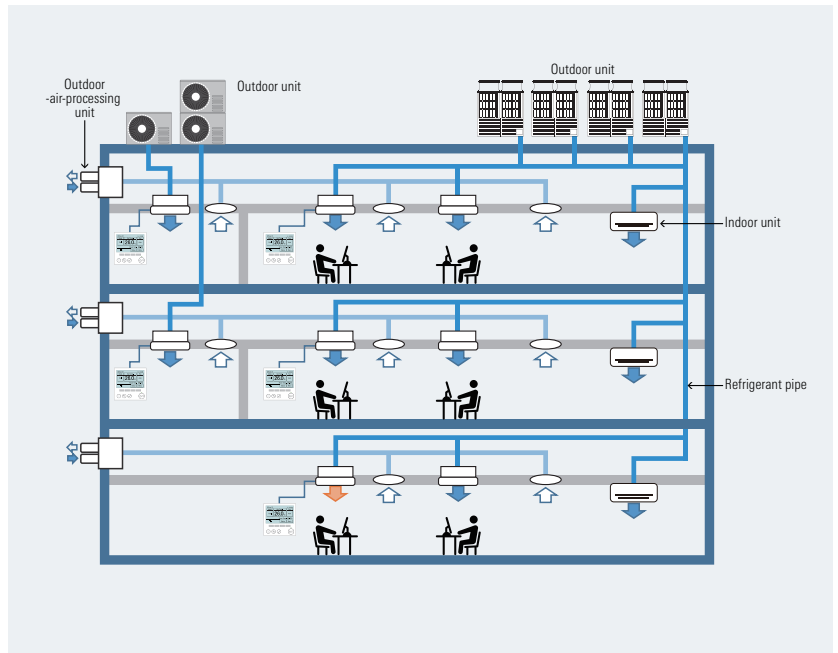 Outdoor
-air-processing
unit
Outdoor unit
Outdoor unit
Indoor unit
Refrigerant pipe